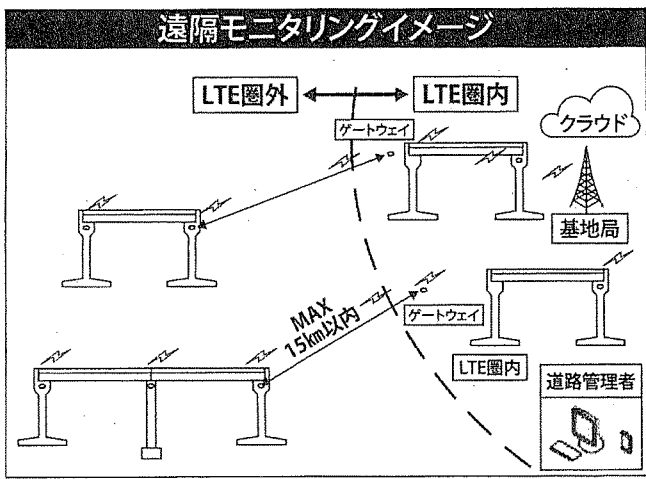 遠隔モニタリングイメージ
LTE圏外
LTE圏内
ゲートウェイ
クラウド
基地局
MAX
15km以内
ゲートウェイ
LTE圏内
道路管理者